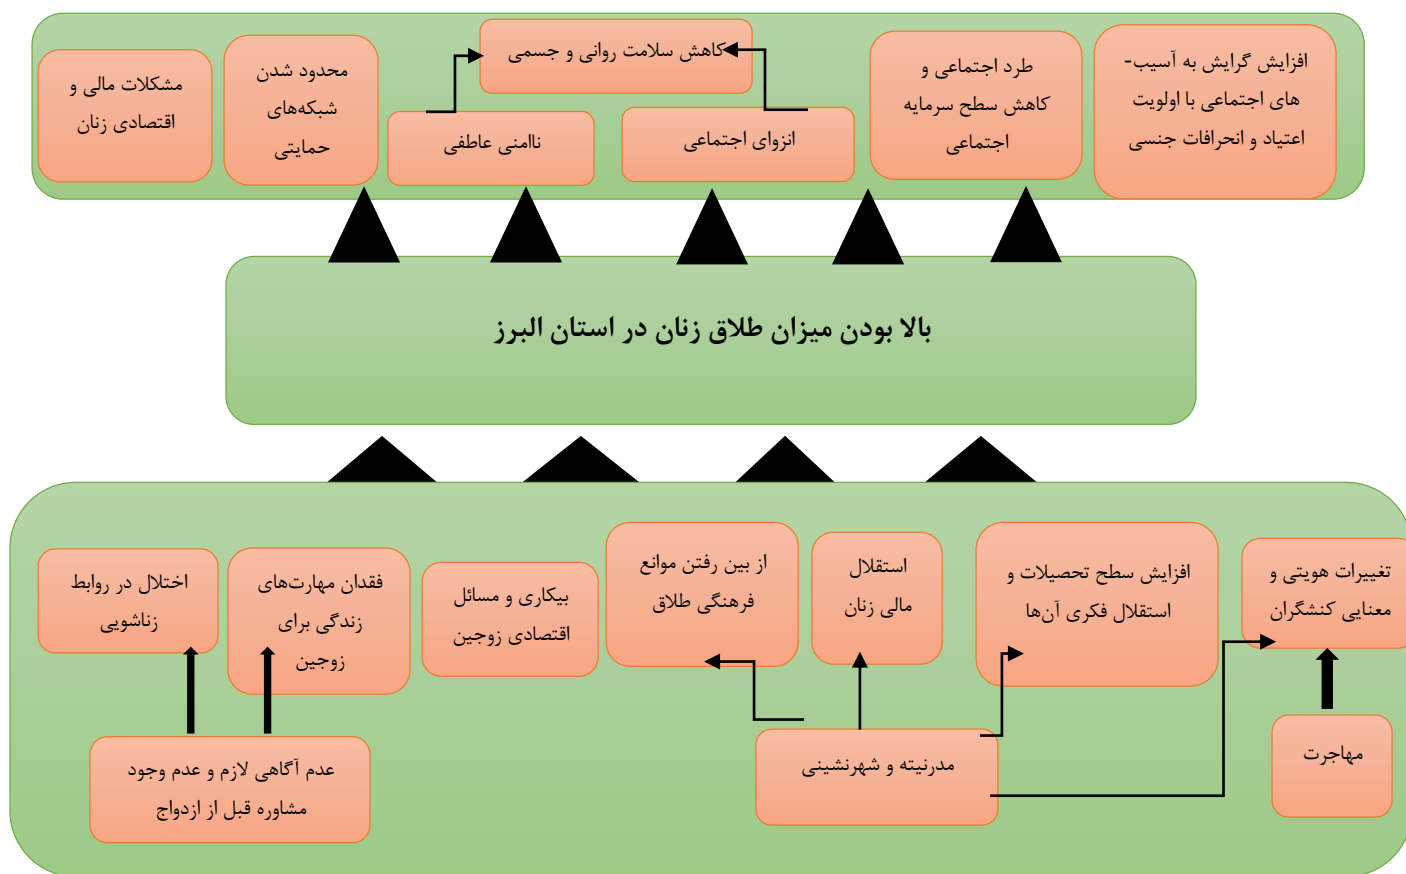 افزایش گرایش به آسیب-
های اجتماعی با اولویت
اعتیاد و انحرافات جنسی
طرد اجتماعی و
کاهش سطح سرمایه
اجتماعی
کاهش سلامت روانی و جسمی
انزوای اجتماعی
ناامنی عاطفی
محدود شدن
شبکه‌های
حمایتی
مشکلات مالی و
اقتصادی زنان
بالا بودن میزان طلاق زنان در استان البرز
تغییرات هویتی و
معنایی کنشگران
افزایش سطح تحصیلات و
استقلال فکری آن‌ها
استقلال
مالی زنان
از بین رفتن موانع
فرهنگی طلاق
بیکاری و مسائل
اقتصادی زوجین
فقدان مهارت‌های
زندگی برای
زوجین
اختلال در روابط
زناشویی
مهاجرت
مدرنیته و شهرنشینی
عدم آگاهی لازم و عدم وجود
مشاوره قبل از ازدواج